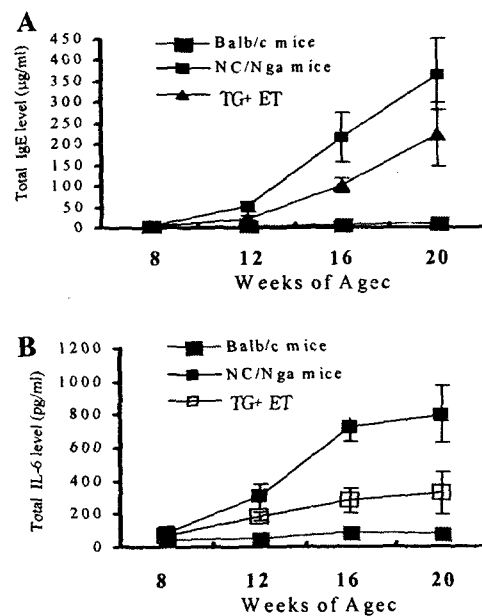 A
Balb/c mice
NC/Nga mice
TG+ ET
Total IgE level (μg/ml)
450
400
350
300
250
200
150
100
50
0
8 12 16 20
Weeks of Agec
B
Balb/c mice
NC/Nga mice
TG+ ET
Total IL-6 level (pg/ml)
1200
1000
800
600
400
200
0
8 12 16 20
Weeks of Agec